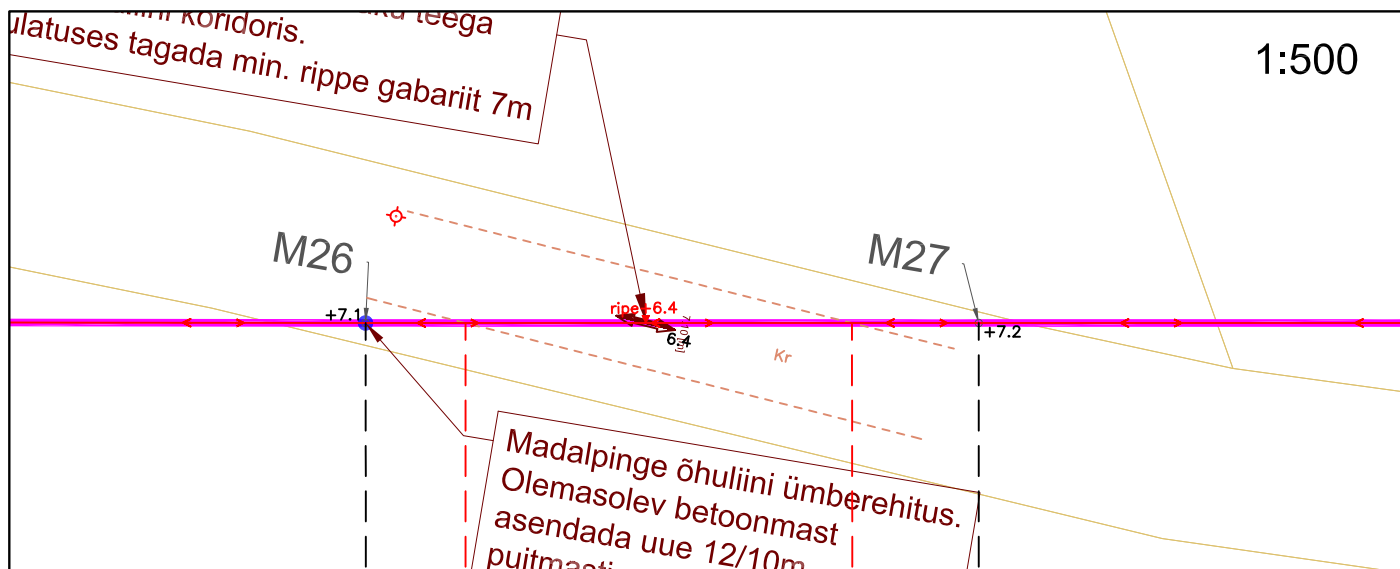 teega
koridoris.
ulatuses tagada min. rippe gabariit 7m
1:500
M26
M27
+7.1
ripe+6.4
6.4
+7.2
Kr
Madalpinge õhuliini ümberehitus.
Olemasolev betoonmast
asendada uue 12/10m
puitmasti